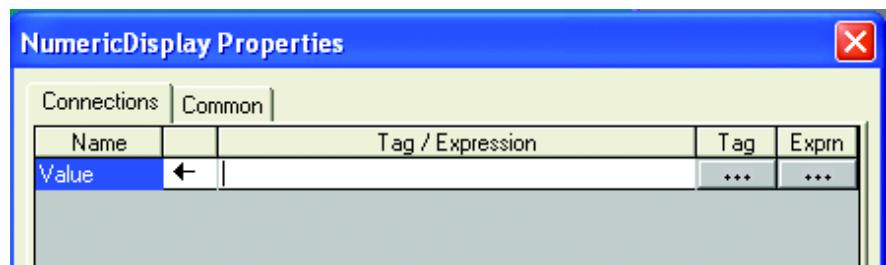 NumericDisplay Properties
Connections Common
Name Tag / Expression Tag Exprn
Value ... ...